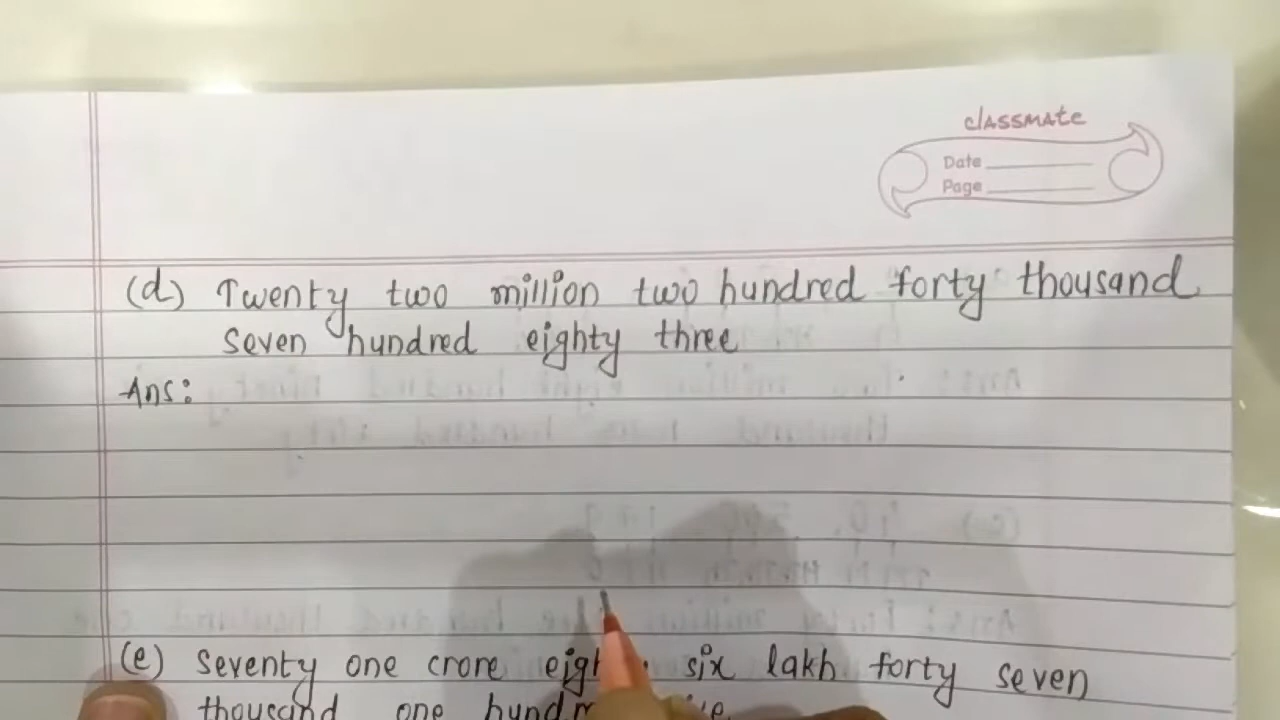 classmate
Date
Page
(d) Twenty two million two hundred forty thousand
seven hundred eighty three
Ans:
(e) Seventy one crore six lakh forty seven
thousand one